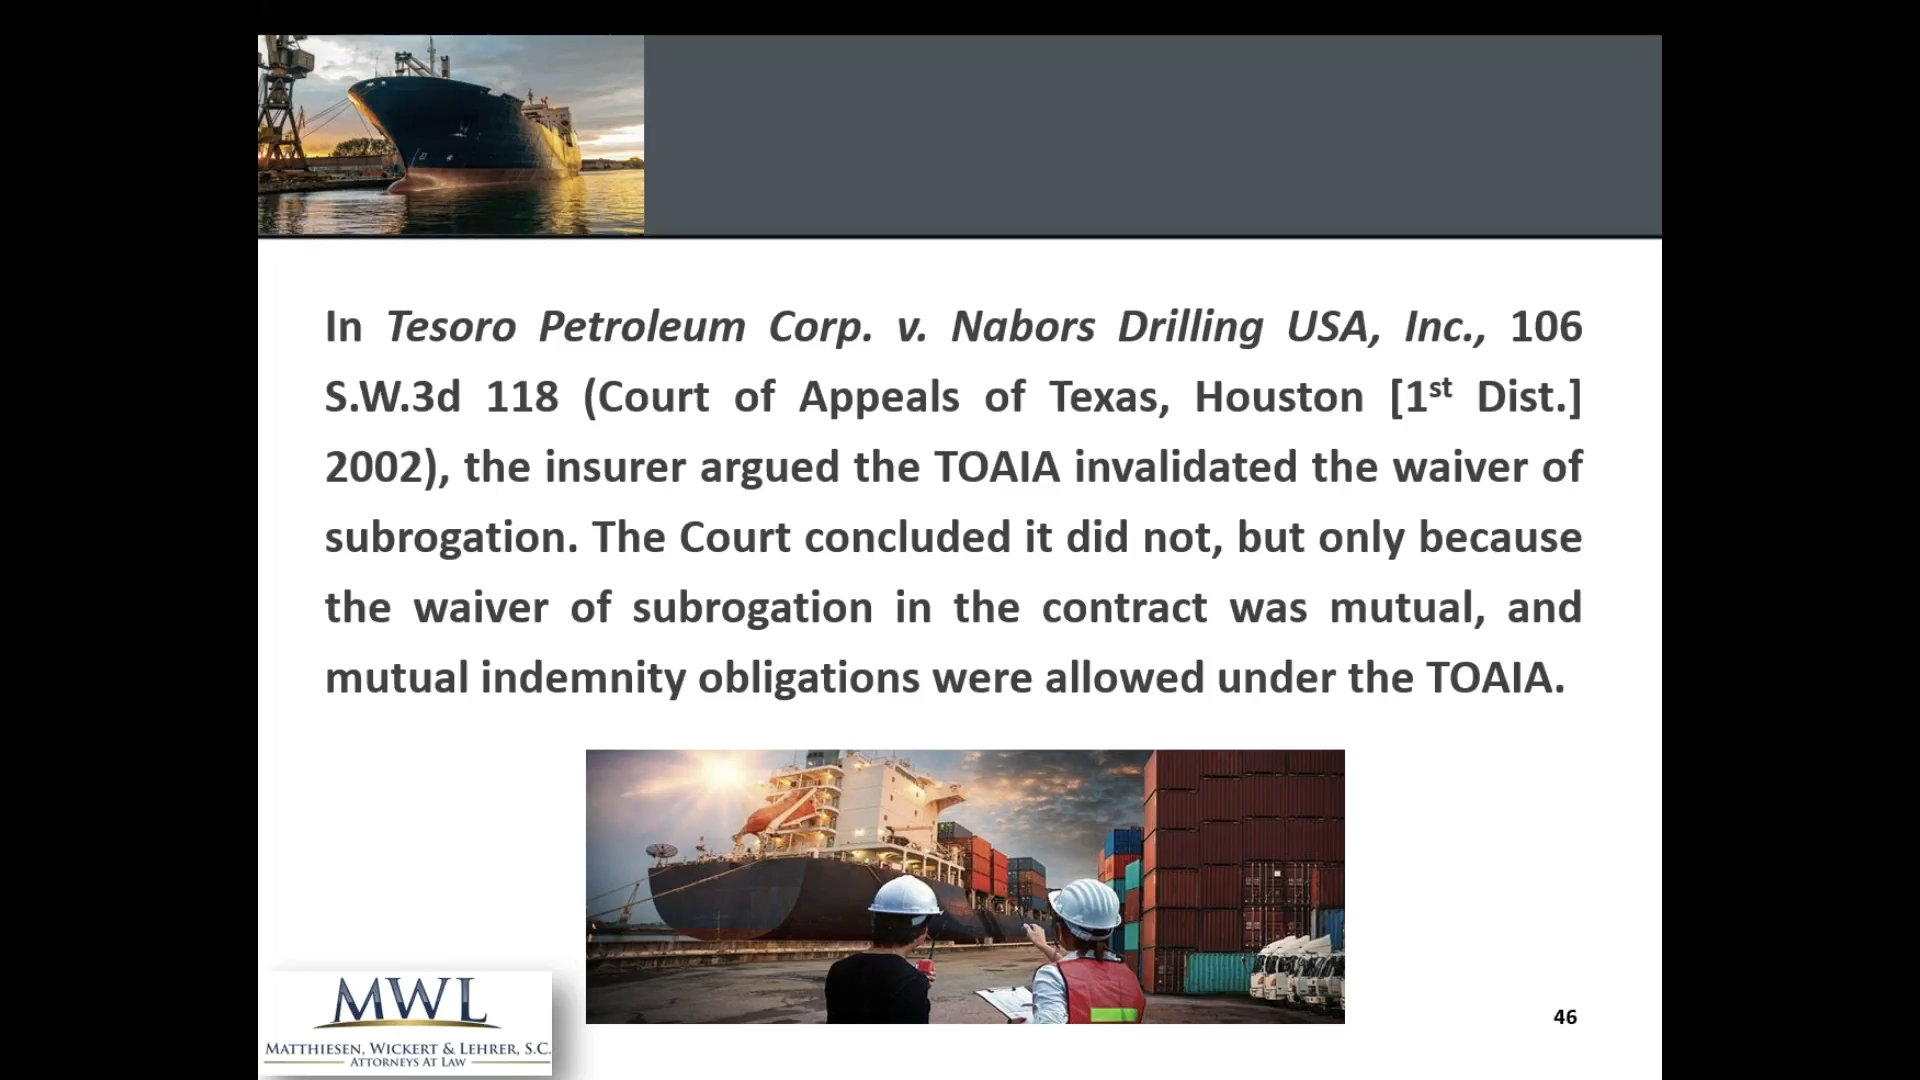 In Tesoro Petroleum Corp. v. Nabors Drilling USA, Inc., 106
S.W.3d 118 (Court of Appeals of Texas, Houston [1st Dist.]
2002), the insurer argued the TOAIA invalidated the waiver of
subrogation. The Court concluded it did not, but only because
the waiver of subrogation in the contract was mutual, and
mutual indemnity obligations were allowed under the TOAIA.
MWL
MATTHIESEN, WICKERT & LEHRER, S.C.
ATTORNEYS AT LAW
46